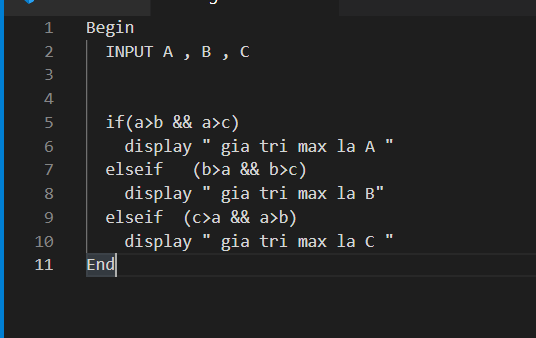 1 Begin
2 INPUT A , B , C
3
4
5 if(a>b && a>c)
6 display " gia tri max la A "
7 elseif (b>a && b>c)
8 display " gia tri max la B"
9 elseif (c>a && a>b)
10 display " gia tri max la C "
11 End